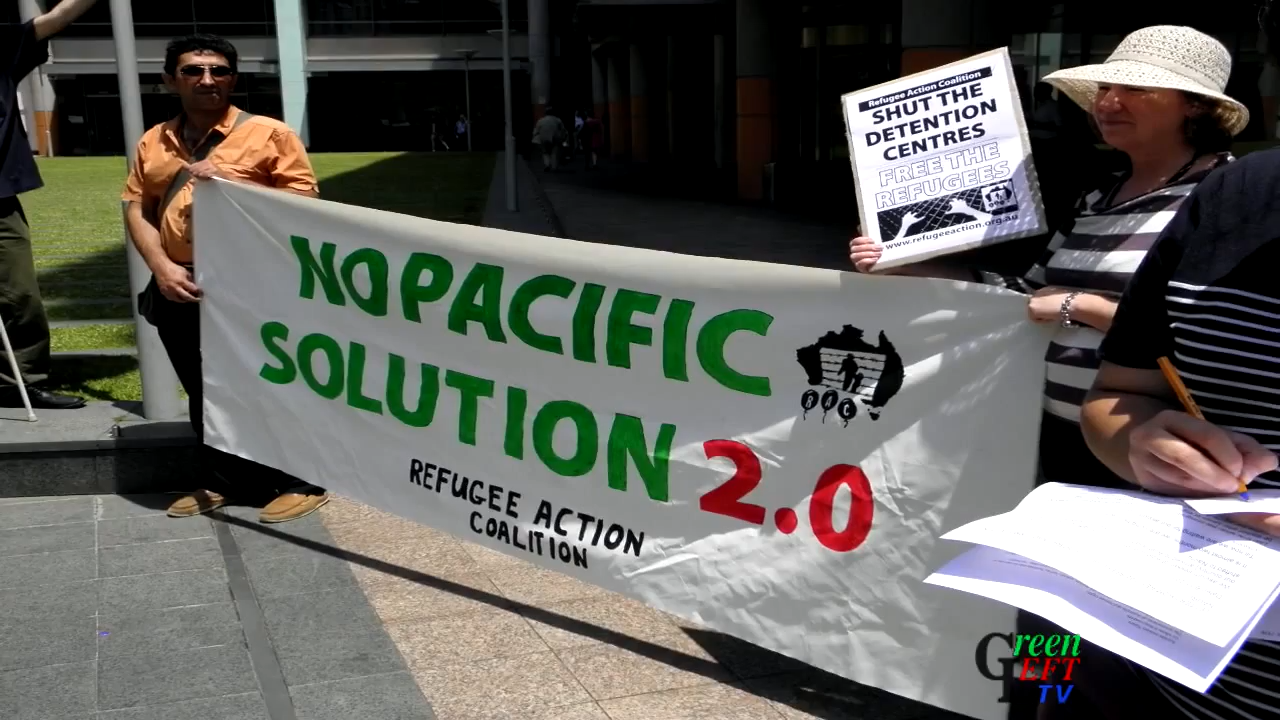 Refugee Action Coalition
SHUT THE
DETENTION
CENTRES
FREE THE
REFUGEES
www.refugeeaction.org.au
NO PACIFIC
SOLUTION 2.0
RAC
REFUGEE ACTION
COALITION
Green
LEFT
TV